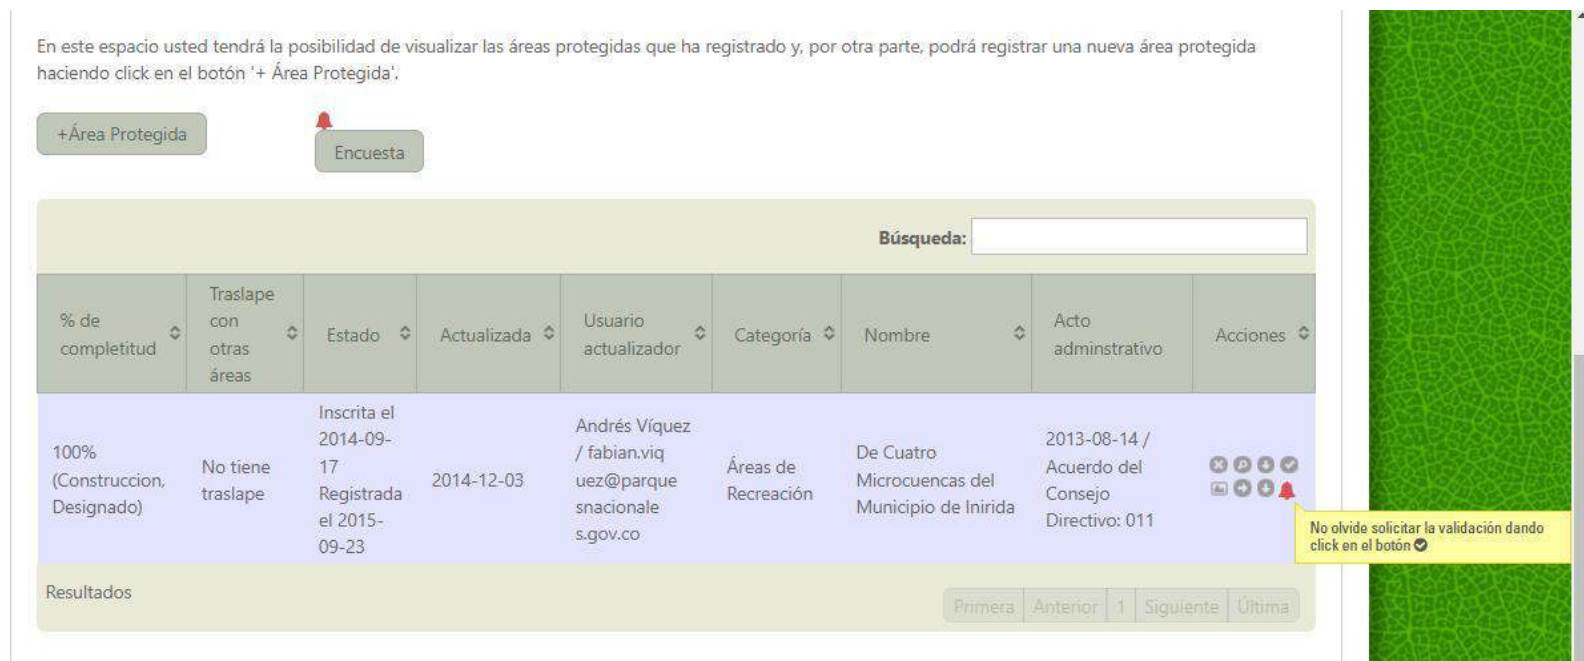 En este espacio usted tendrá la posibilidad de visualizar las áreas protegidas que ha registrado y, por otra parte, podrá registrar una nueva área protegida
haciendo click en el botón '+ Área Protegida'.
+Área Protegida
Encuesta
Búsqueda:
% de
completitud
Traslape
con
otras
áreas
Estado
Actualizada
Usuario
actualizador
Categoría
Nombre
Acto
adminstrativo
Acciones
100%
(Construccion,
Designado)
No tiene
traslape
Inscrita el
2014-09-
17
Registrada
el 2015-
09-23
2014-12-03
Andrés Víquez
/ fabian.viq
uez@parque
snacionale
s.gov.co
Áreas de
Recreación
De Cuatro
Microcuencas del
Municipio de Inirida
2013-08-14 /
Acuerdo del
Consejo
Directivo: 011
No olvide solicitar la validación dando
click en el botón
Resultados
Primera Anterior 1 Siguiente Última